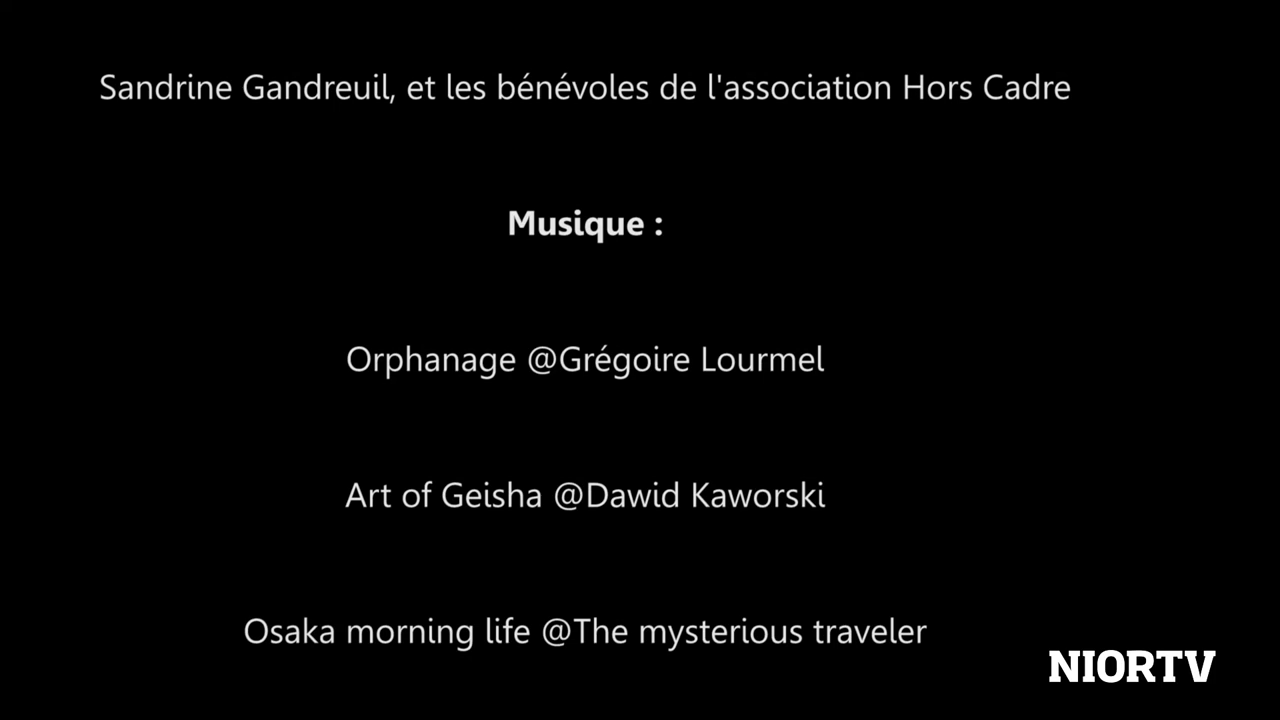 Sandrine Gandreuil, et les bénévoles de l'association Hors Cadre
Musique :
Orphanage @Grégoire Lourmel
Art of Geisha @Dawid Kaworski
Osaka morning life @The mysterious traveler
NIORTV